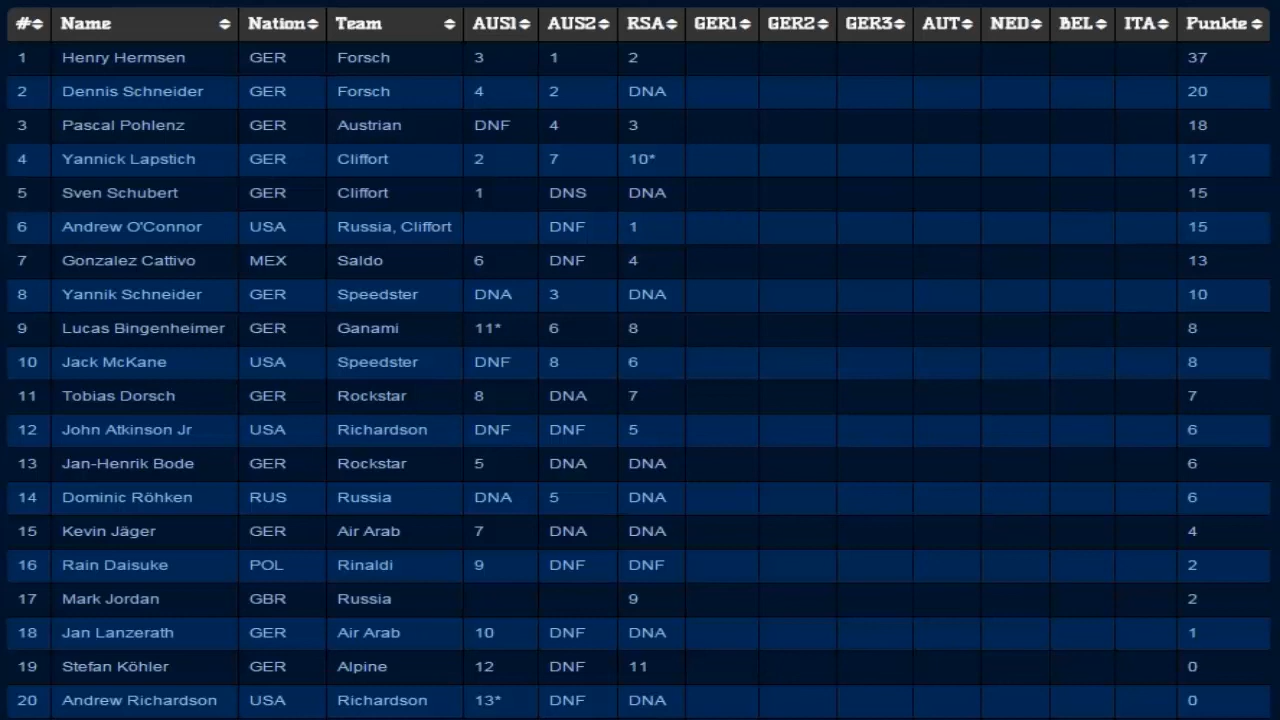 # Name Nation Team AUS1 AUS2 RSA GER1 GER2 GER3 AUT NED BEL ITA Punkte
1 Henry Hermsen GER Forsch 3 1 2 37
2 Dennis Schneider GER Forsch 4 2 DNA 20
3 Pascal Pohlenz GER Austrian DNF 4 3 18
4 Yannick Lapstich GER Cliffort 2 7 10* 17
5 Sven Schubert GER Cliffort 1 DNS DNA 15
6 Andrew O'Connor USA Russia, Cliffort DNF 1 15
7 Gonzalez Cattivo MEX Saldo 6 DNF 4 13
8 Yannik Schneider GER Speedster DNA 3 DNA 10
9 Lucas Bingenheimer GER Ganami 11* 6 8 8
10 Jack McKane USA Speedster DNF 8 6 8
11 Tobias Dorsch GER Rockstar 8 DNA 7 7
12 John Atkinson Jr USA Richardson DNF DNF 5 6
13 Jan-Henrik Bode GER Rockstar 5 DNA DNA 6
14 Dominic Röhken RUS Russia DNA 5 DNA 6
15 Kevin Jäger GER Air Arab 7 DNA DNA 4
16 Rain Daisuke POL Rinaldi 9 DNF DNF 2
17 Mark Jordan GBR Russia 9 2
18 Jan Lanzerath GER Air Arab 10 DNF DNA 1
19 Stefan Köhler GER Alpine 12 DNF 11 0
20 Andrew Richardson USA Richardson 13* DNF DNA 0